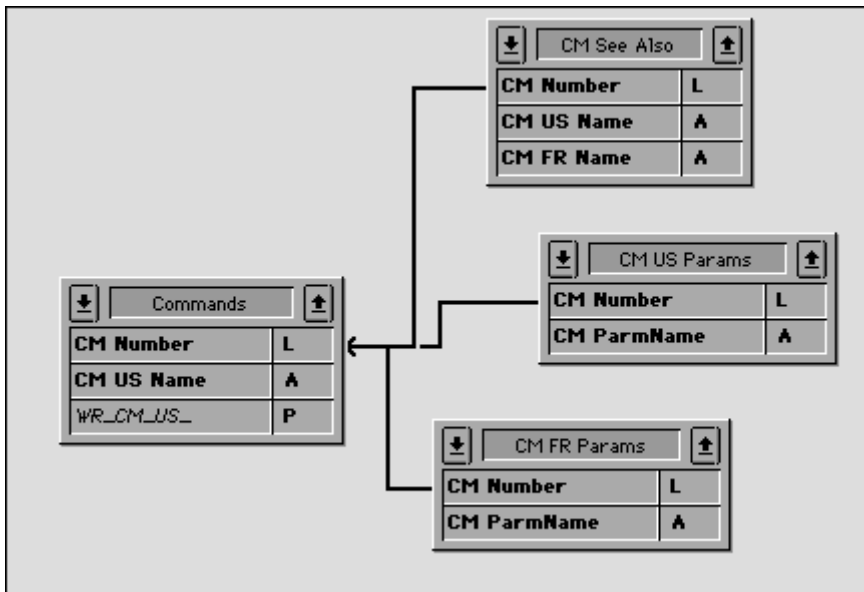 CM See Also
CM Number L
CM US Name A
CM FR Name A
CM US Params
CM Number L
CM ParmName A
Commands
CM Number L
CM US Name A
WR_CM_US_ P
CM FR Params
CM Number L
CM ParmName A